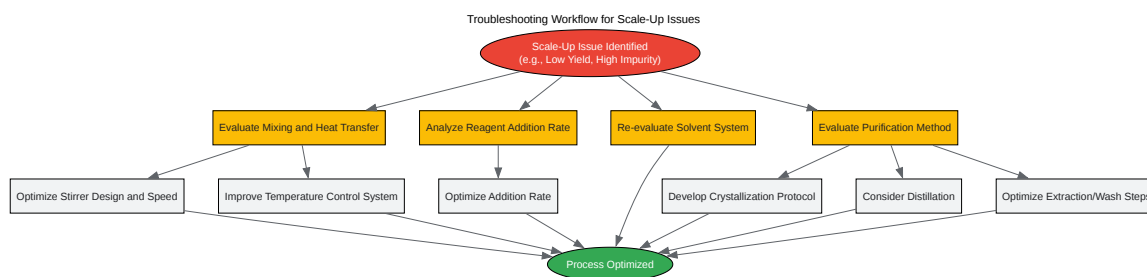 Troubleshooting Workflow for Scale-Up Issues
Scale-Up Issue Identified
(e.g., Low Yield, High Impurity)
Evaluate Mixing and Heat Transfer
Analyze Reagent Addition Rate
Re-evaluate Solvent System
Evaluate Purification Method
Optimize Stirrer Design and Speed
Improve Temperature Control System
Optimize Addition Rate
Develop Crystallization Protocol
Consider Distillation
Optimize Extraction/Wash Steps
Process Optimized